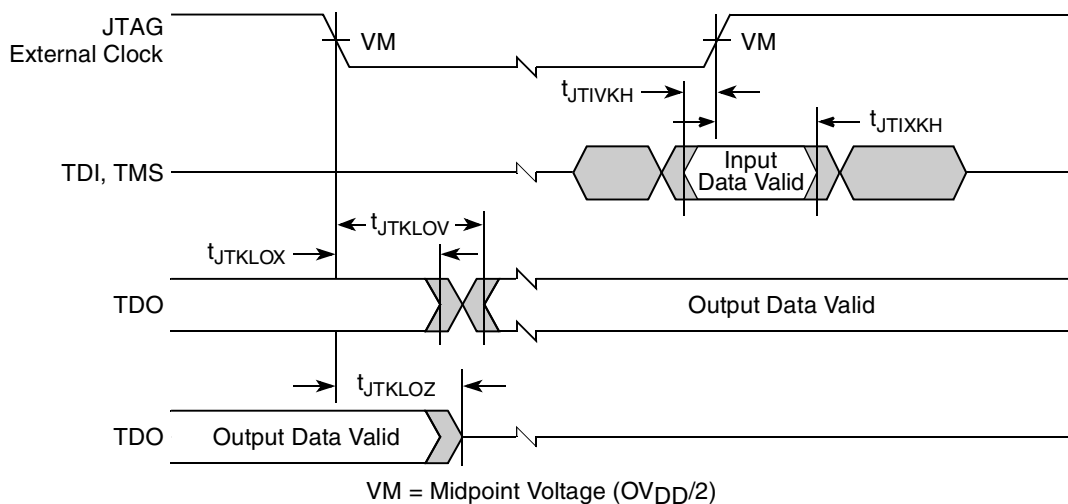 JTAG
External Clock
VM
VM
tJTIVKH
tJTIXKH
TDI, TMS
Input
Data Valid
tJTKLOV
tJTKLOX
TDO
Output Data Valid
tJTKLOZ
TDO
Output Data Valid
VM = Midpoint Voltage (OVDD/2)